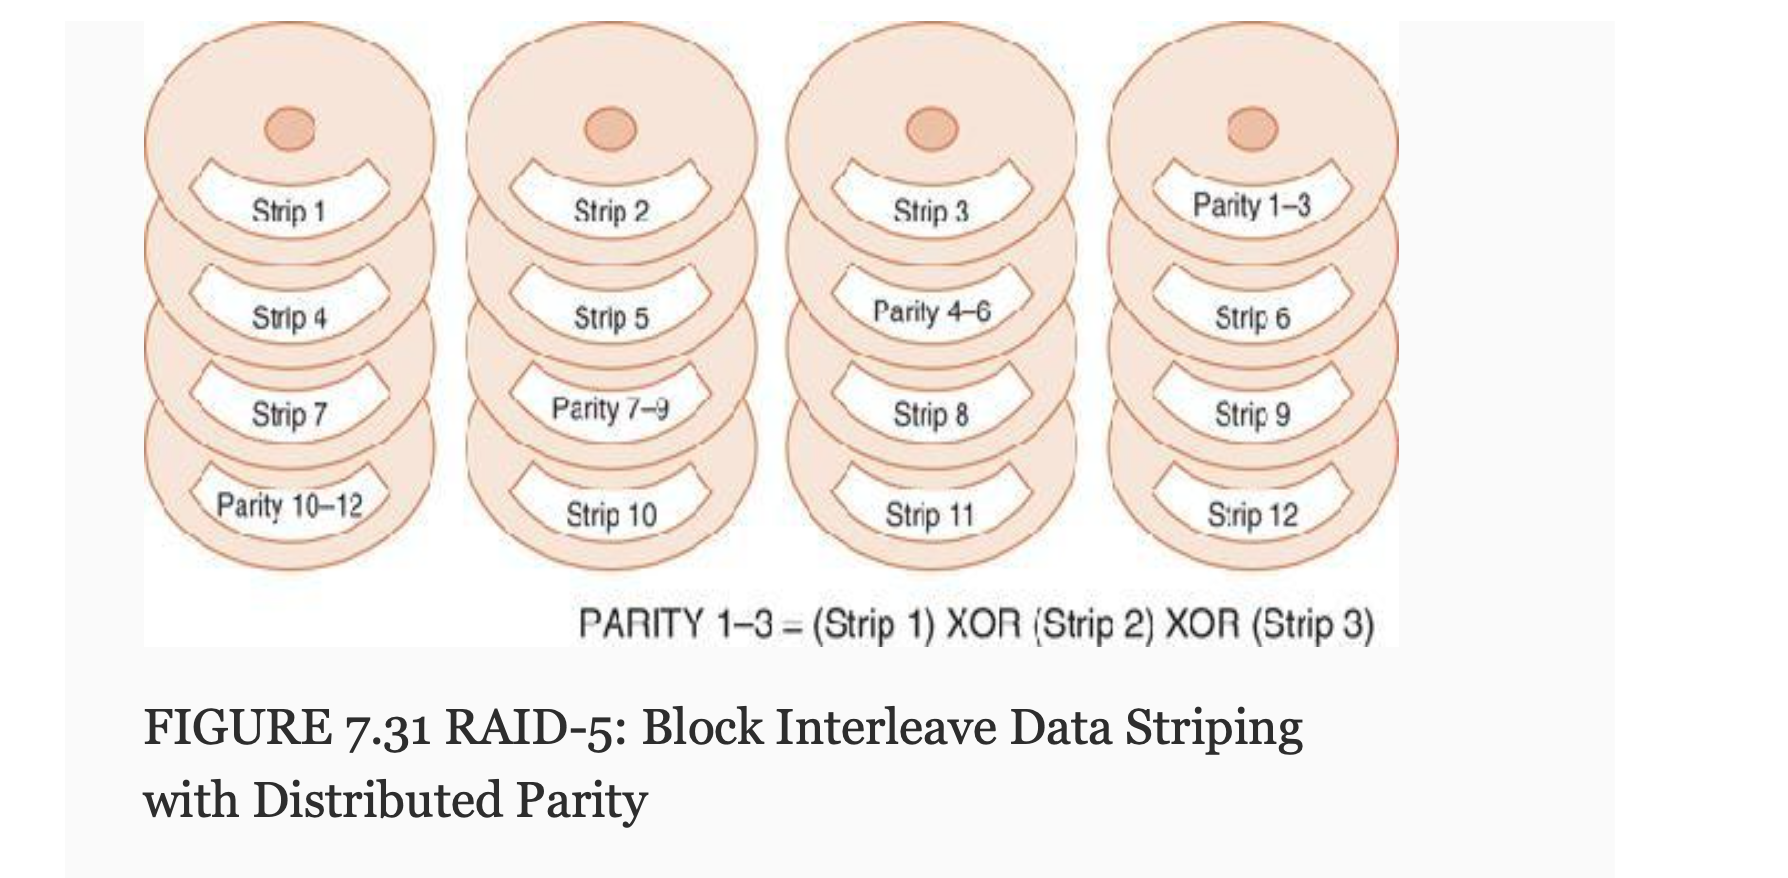 Strip 1 Strip 2 Strip 3 Parity 1–3
Strip 4 Strip 5 Parity 4–6 Strip 6
Strip 7 Parity 7–9 Strip 8 Strip 9
Parity 10–12 Strip 10 Strip 11 Strip 12
PARITY 1–3 = (Strip 1) XOR (Strip 2) XOR (Strip 3)
FIGURE 7.31 RAID-5: Block Interleave Data Striping
with Distributed Parity